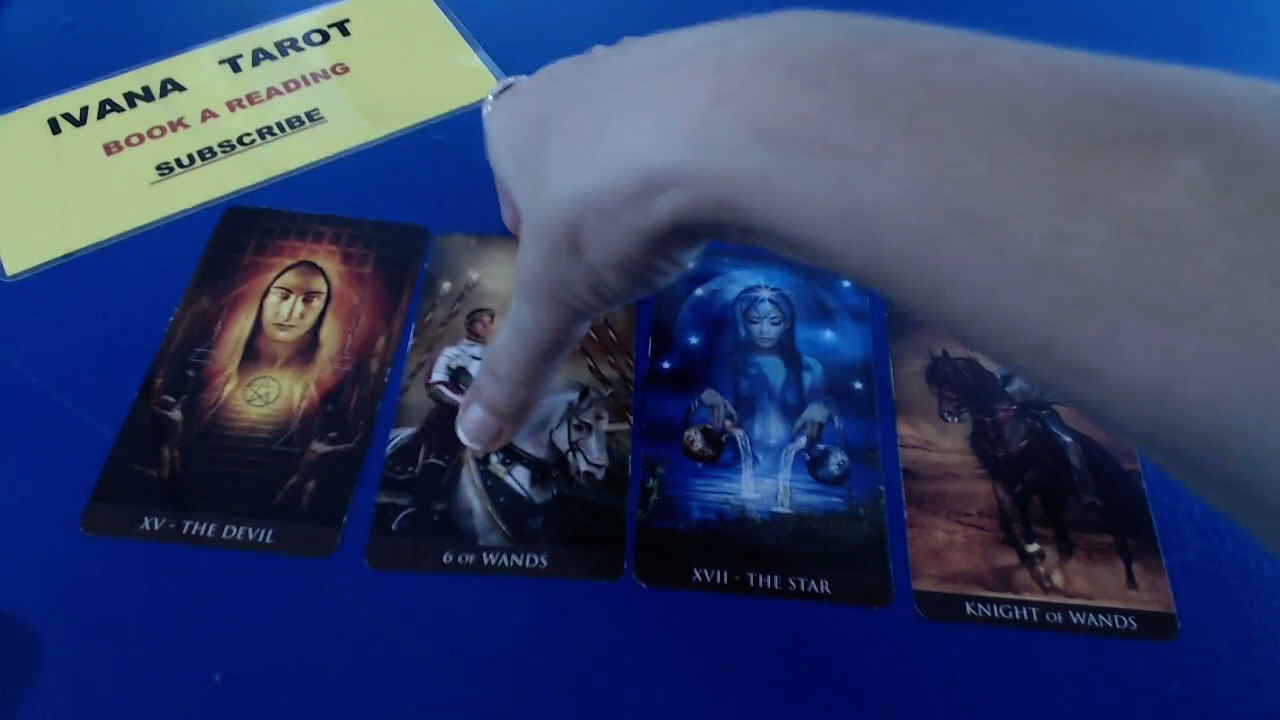 IVANA TAROT
BOOK A READING
SUBSCRIBE
XV - THE DEVIL
6 OF WANDS
XVII - THE STAR
KNIGHT OF WANDS